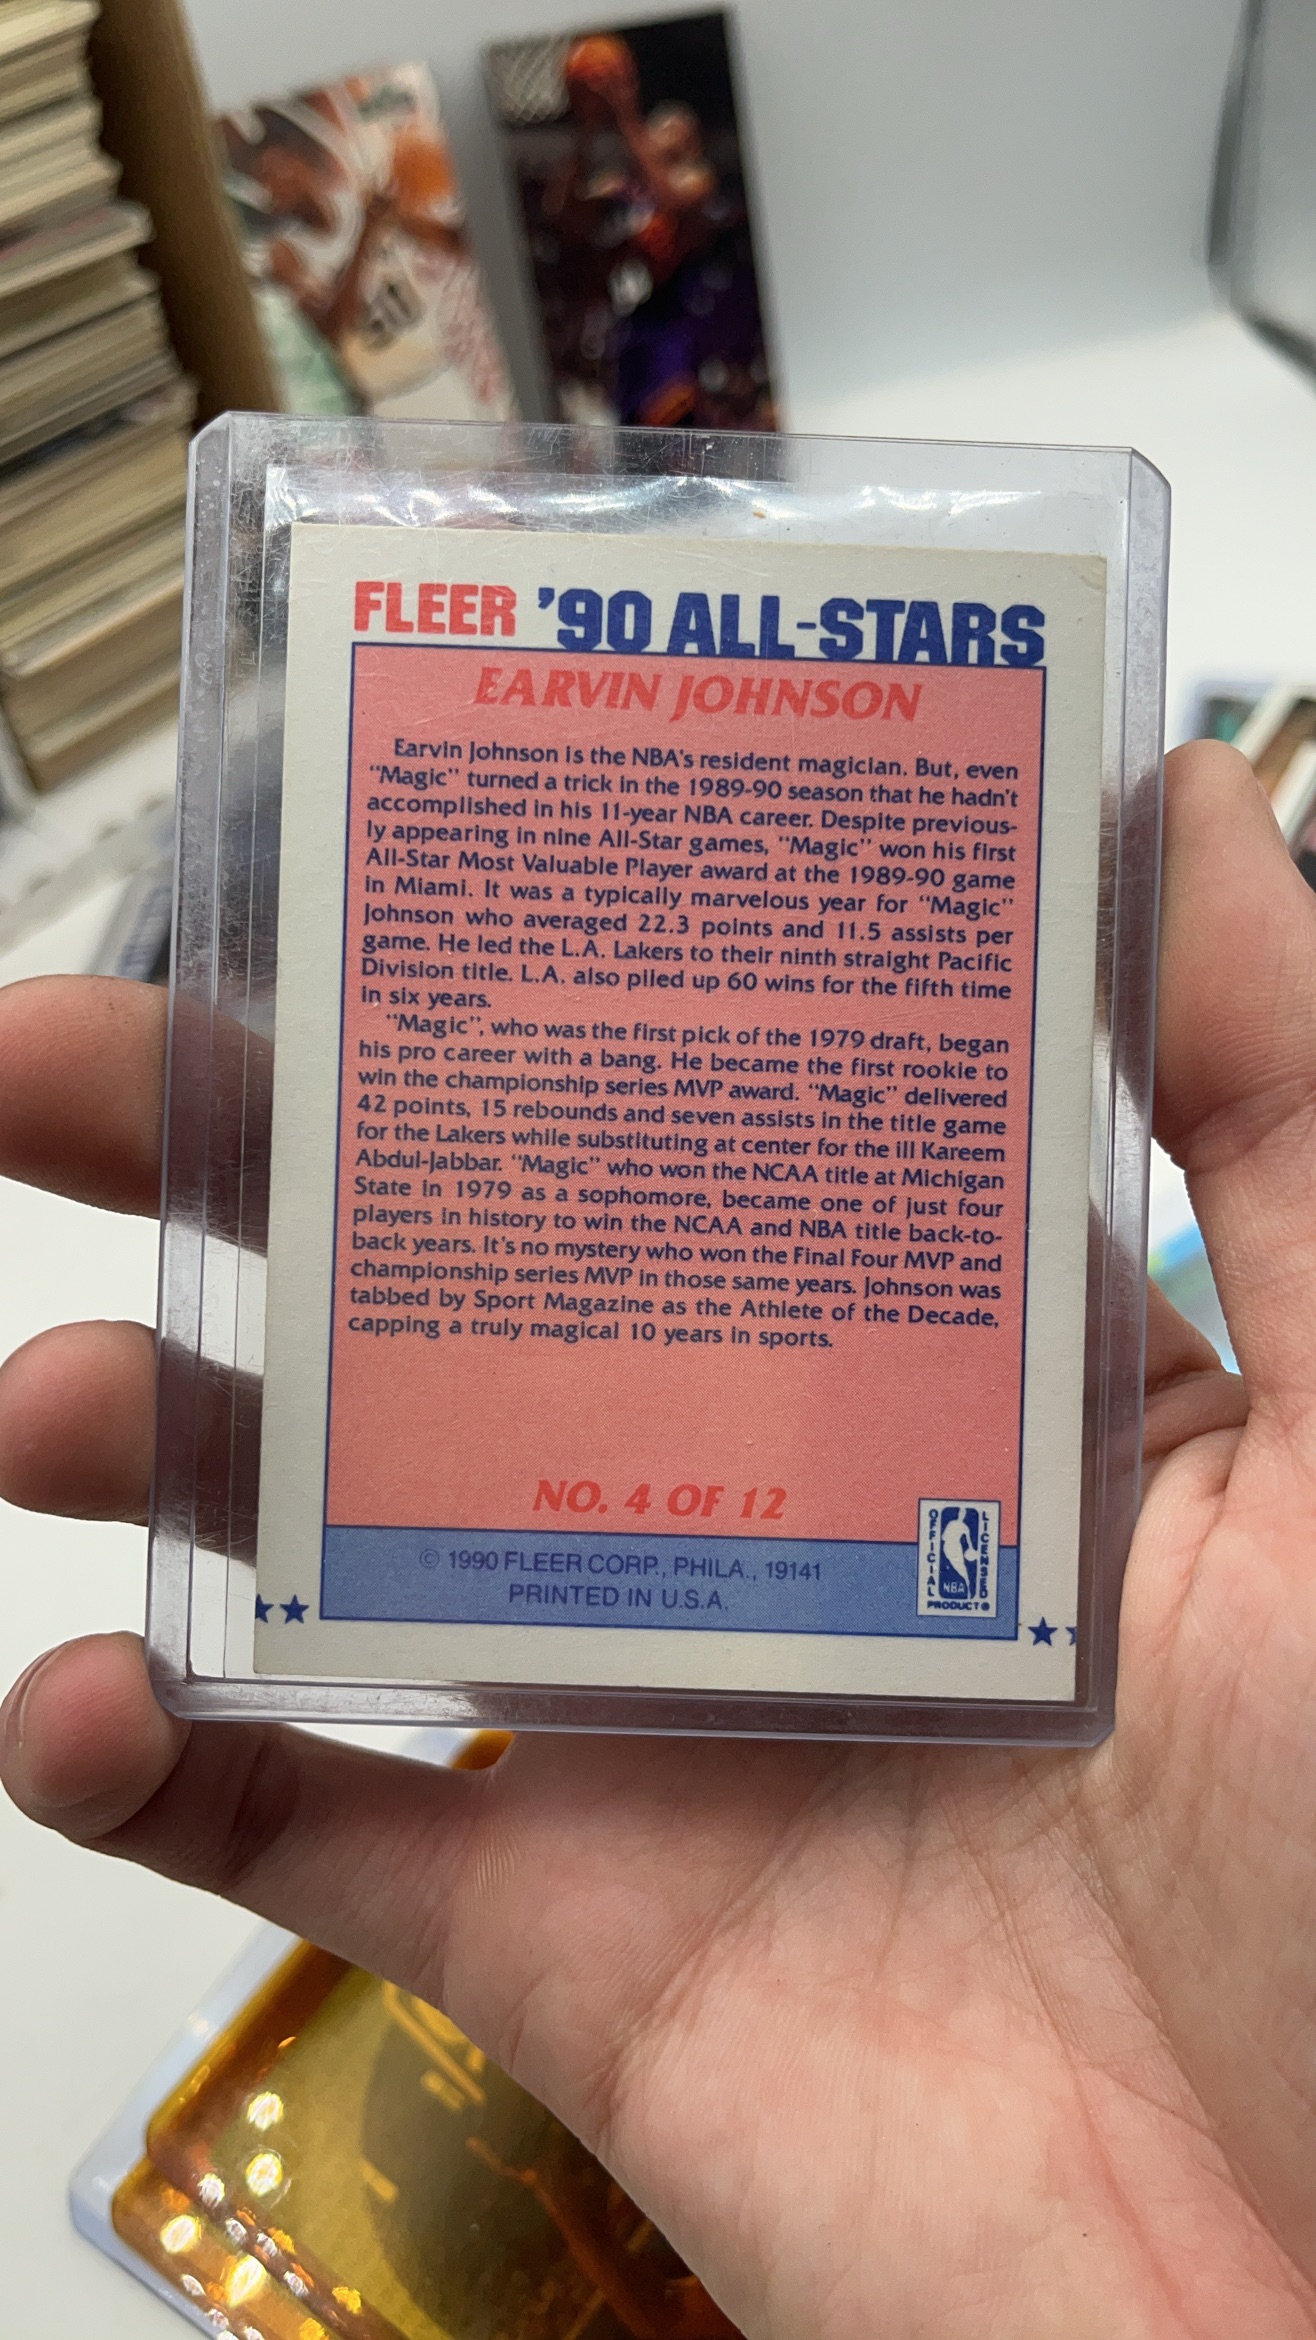 FLEER '90 ALL-STARS
EARVIN JOHNSON
Earvin Johnson is the NBA's resident magician. But, even
"Magic" turned a trick in the 1989-90 season that he hadn't
accomplished in his 11-year NBA career. Despite previous-
ly appearing in nine All-Star games, "Magic" won his first
All-Star Most Valuable Player award at the 1989-90 game
in Miami. It was a typically marvelous year for "Magic"
Johnson who averaged 22.3 points and 11.5 assists per
game. He led the L.A. Lakers to their ninth straight Pacific
Division title. L.A. also piled up 60 wins for the fifth time
in six years.
"Magic", who was the first pick of the 1979 draft, began
his pro career with a bang. He became the first rookie to
win the championship series MVP award. "Magic" delivered
42 points, 15 rebounds and seven assists in the title game
for the Lakers while substituting at center for the ill Kareem
Abdul-Jabbar. "Magic" who won the NCAA title at Michigan
State in 1979 as a sophomore, became one of just four
players in history to win the NCAA and NBA title back-to-
back years. It's no mystery who won the Final Four MVP and
championship series MVP in those same years. Johnson was
tabbed by Sport Magazine as the Athlete of the Decade,
capping a truly magical 10 years in sports.
NO. 4 OF 12
© 1990 FLEER CORP., PHILA., 19141
PRINTED IN U.S.A.
OFFICIAL
LICENSED
NBA
PRODUCT®